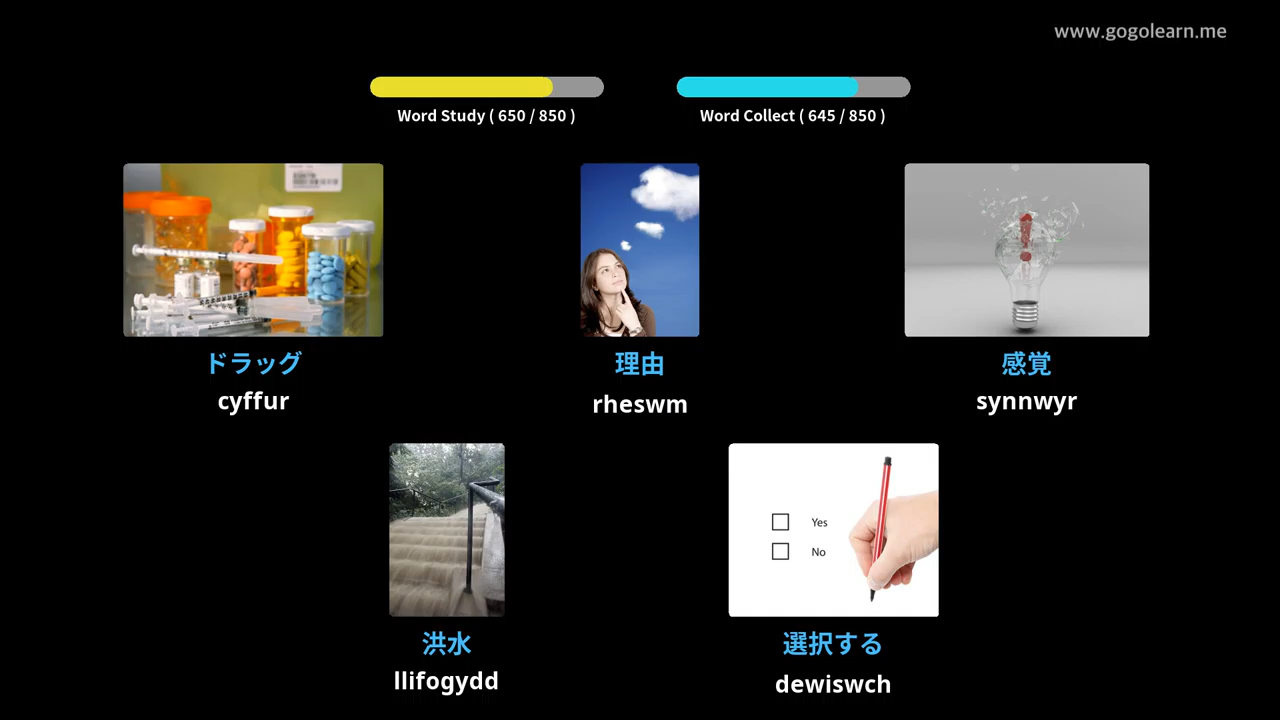 www.gogolearn.me
Word Study ( 650 / 850 )
Word Collect ( 645 / 850 )
ドラッグ
cyffur
理由
rheswm
感覚
synnwyr
Yes
No
洪水
llifogydd
選択する
dewiswch